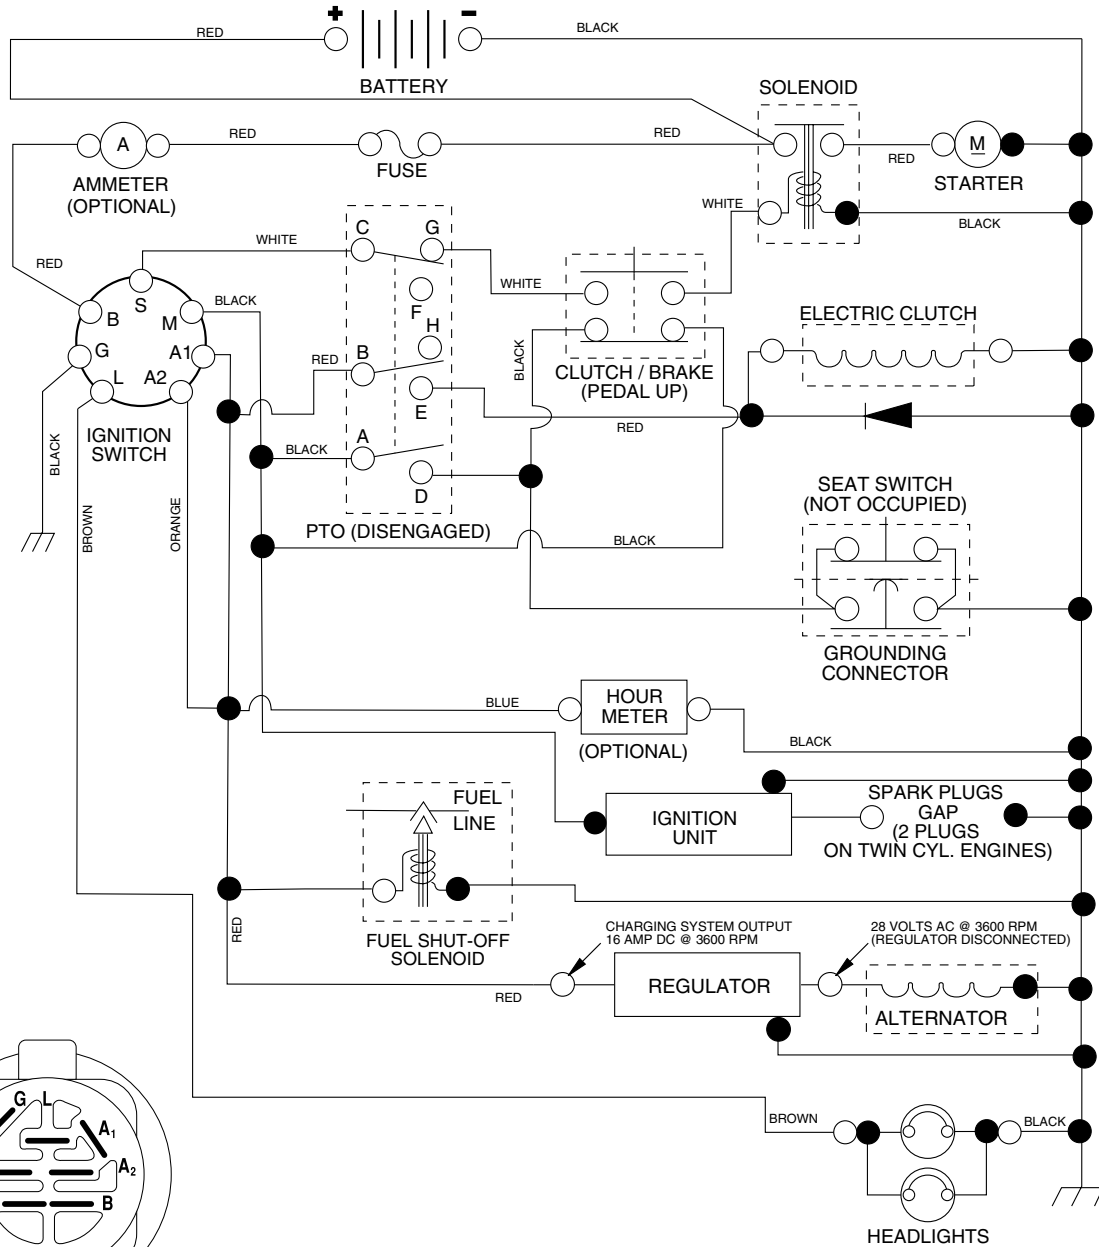 + −
RED
BLACK
BATTERY
SOLENOID
RED
RED
A
M
RED
FUSE
AMMETER
(OPTIONAL)
STARTER
WHITE
BLACK
C G
WHITE
RED
S
WHITE
BLACK
B M
F
ELECTRIC CLUTCH
H
G A1
B
RED
BLACK
L A2
E
CLUTCH / BRAKE
(PEDAL UP)
RED
IGNITION
SWITCH
A
BLACK
BLACK
D
SEAT SWITCH
(NOT OCCUPIED)
BROWN
ORANGE
PTO (DISENGAGED)
BLACK
GROUNDING
CONNECTOR
BLUE
HOUR
METER
(OPTIONAL)
BLACK
FUEL
LINE
IGNITION
UNIT
SPARK PLUGS
GAP
(2 PLUGS
ON TWIN CYL. ENGINES)
RED
FUEL SHUT-OFF
SOLENOID
CHARGING SYSTEM OUTPUT
16 AMP DC @ 3600 RPM
28 VOLTS AC @ 3600 RPM
(REGULATOR DISCONNECTED)
RED
REGULATOR
ALTERNATOR
G L
A1
A2
B
BROWN
BLACK
HEADLIGHTS